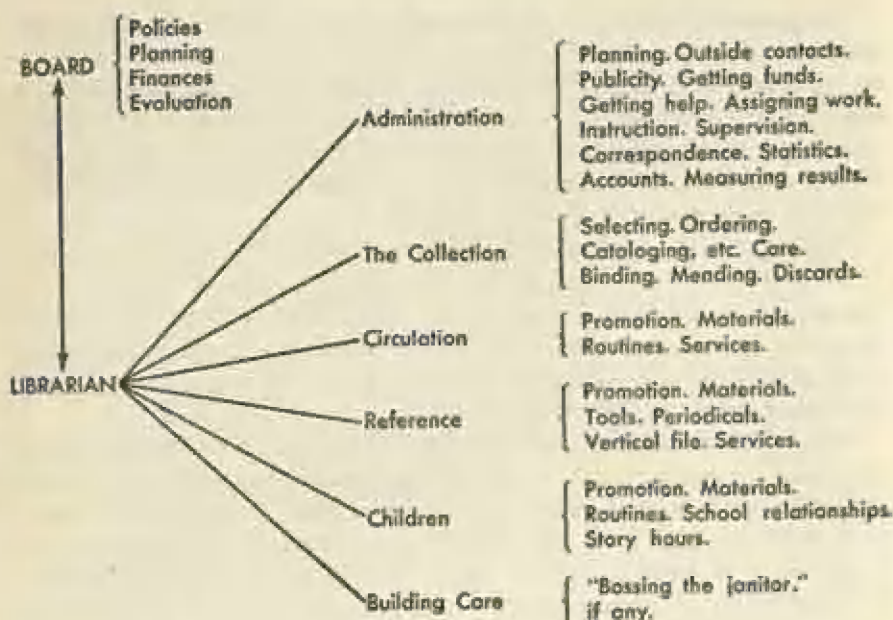 BOARD
Policies
Planning
Finances
Evaluation
LIBRARIAN
Administration
Planning. Outside contacts.
Publicity. Getting funds.
Getting help. Assigning work.
Instruction. Supervision.
Correspondence. Statistics.
Accounts. Measuring results.
The Collection
Selecting. Ordering.
Cataloging, etc. Care.
Binding. Mending. Discards.
Circulation
Promotion. Materials.
Routines. Services.
Reference
Promotion. Materials.
Tools. Periodicals.
Vertical file. Services.
Children
Promotion. Materials.
Routines. School relationships.
Story hours.
Building Care
"Bossing the janitor."
if any.